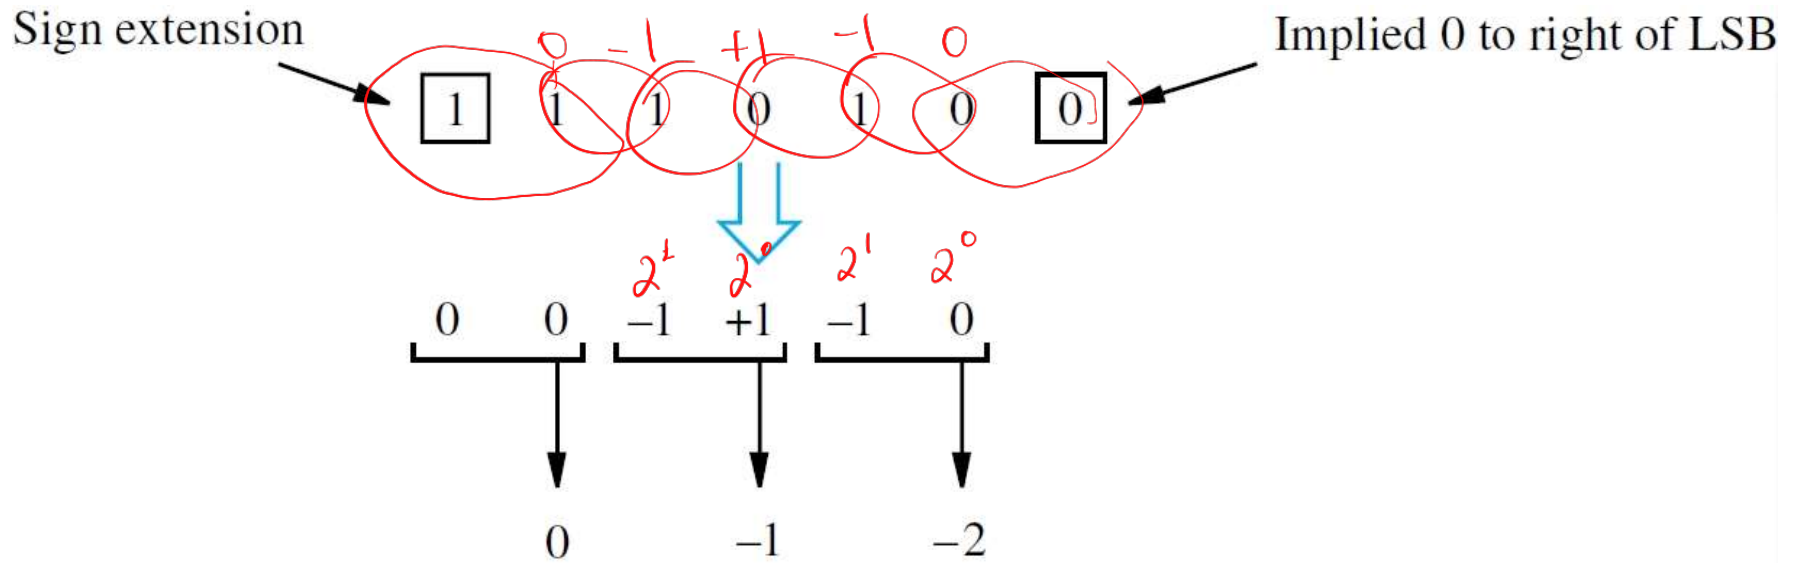 Sign extension
0 -1 +1 -1 0
Implied 0 to right of LSB
1 1 1 0 1 0 0
2¹ 2⁰ 2¹ 2⁰
0 0 –1 +1 –1 0
0 –1 –2